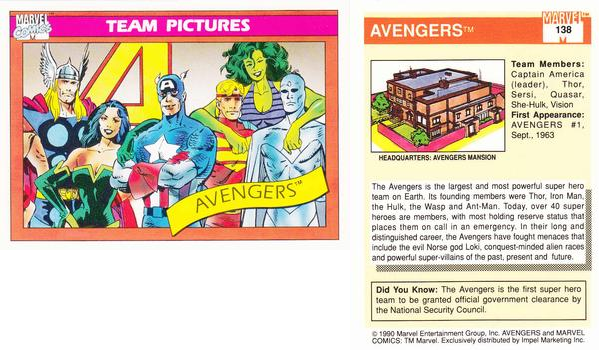 MARVEL
COMICS
TEAM PICTURES
AVENGERS™
AVENGERS™
MARVEL
138
Team Members:
Captain America
(leader), Thor,
Sersi, Quasar,
She-Hulk, Vision
First Appearance:
AVENGERS #1,
Sept., 1963
HEADQUARTERS: AVENGERS MANSION
The Avengers is the largest and most powerful super hero
team on Earth. Its founding members were Thor, Iron Man,
the Hulk, the Wasp and Ant-Man. Today, over 40 super
heroes are members, with most holding reserve status that
places them on call in an emergency. In their long and
distinguished career, the Avengers have fought menaces that
include the evil Norse god Loki, conquest-minded alien races
and powerful super-villains of the past, present and future.
Did You Know: The Avengers is the first super hero
team to be granted official government clearance by
the National Security Council.
© 1990 Marvel Entertainment Group, Inc. AVENGERS and MARVEL
COMICS: TM Marvel. Exclusively distributed by Impel Marketing Inc.